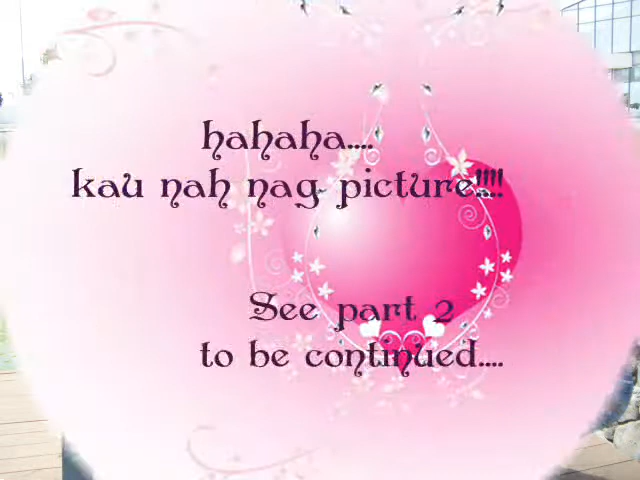 hahaha....
kau nah nag picture!!!!
See part 2
to be continued....